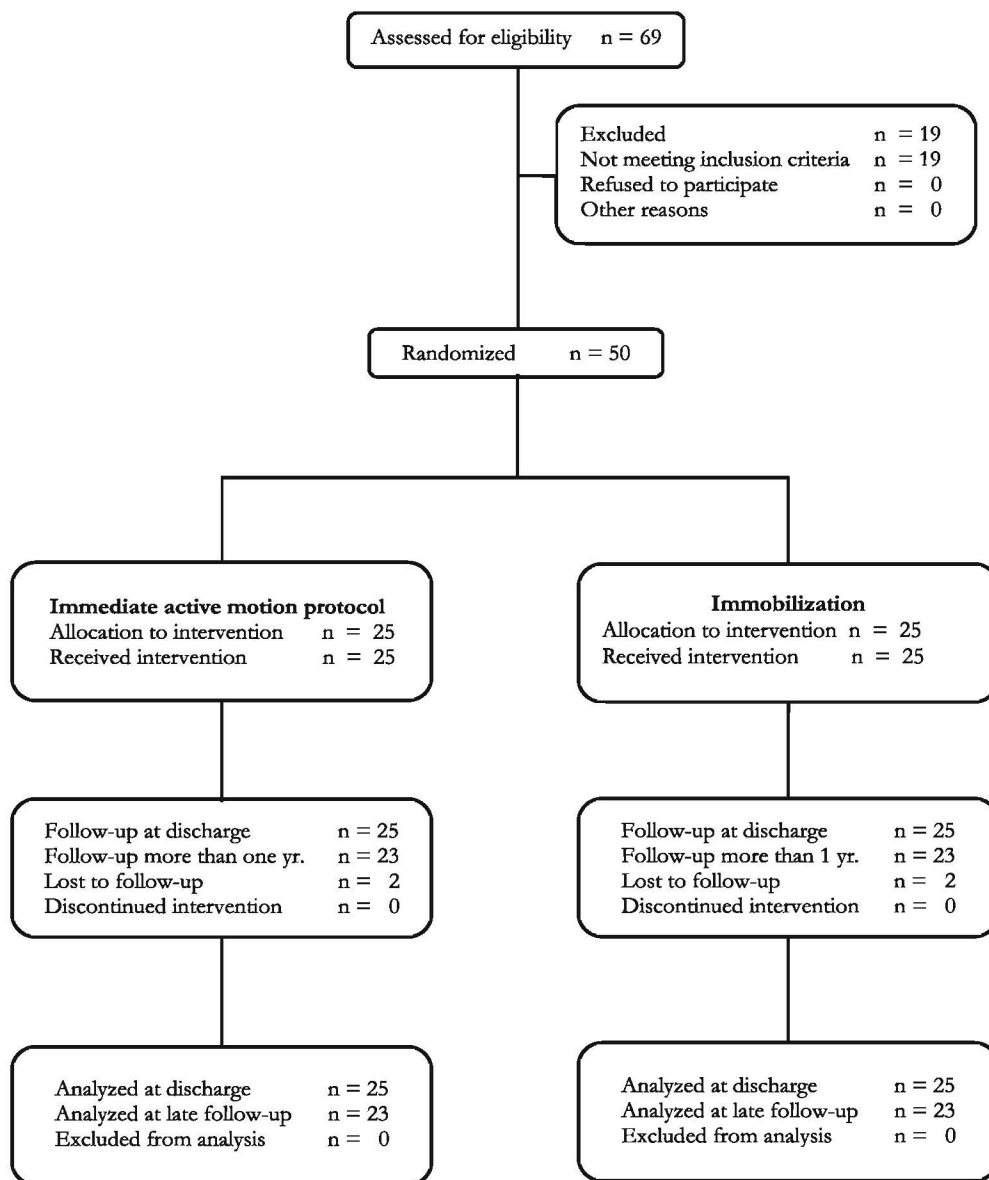 Assessed for eligibility n = 69
Excluded n = 19
Not meeting inclusion criteria n = 19
Refused to participate n = 0
Other reasons n = 0
Randomized n = 50
Immediate active motion protocol
Allocation to intervention n = 25
Received intervention n = 25
Immobilization
Allocation to intervention n = 25
Received intervention n = 25
Follow-up at discharge n = 25
Follow-up more than one yr. n = 23
Lost to follow-up n = 2
Discontinued intervention n = 0
Follow-up at discharge n = 25
Follow-up more than 1 yr. n = 23
Lost to follow-up n = 2
Discontinued intervention n = 0
Analyzed at discharge n = 25
Analyzed at late follow-up n = 23
Excluded from analysis n = 0
Analyzed at discharge n = 25
Analyzed at late follow-up n = 23
Excluded from analysis n = 0